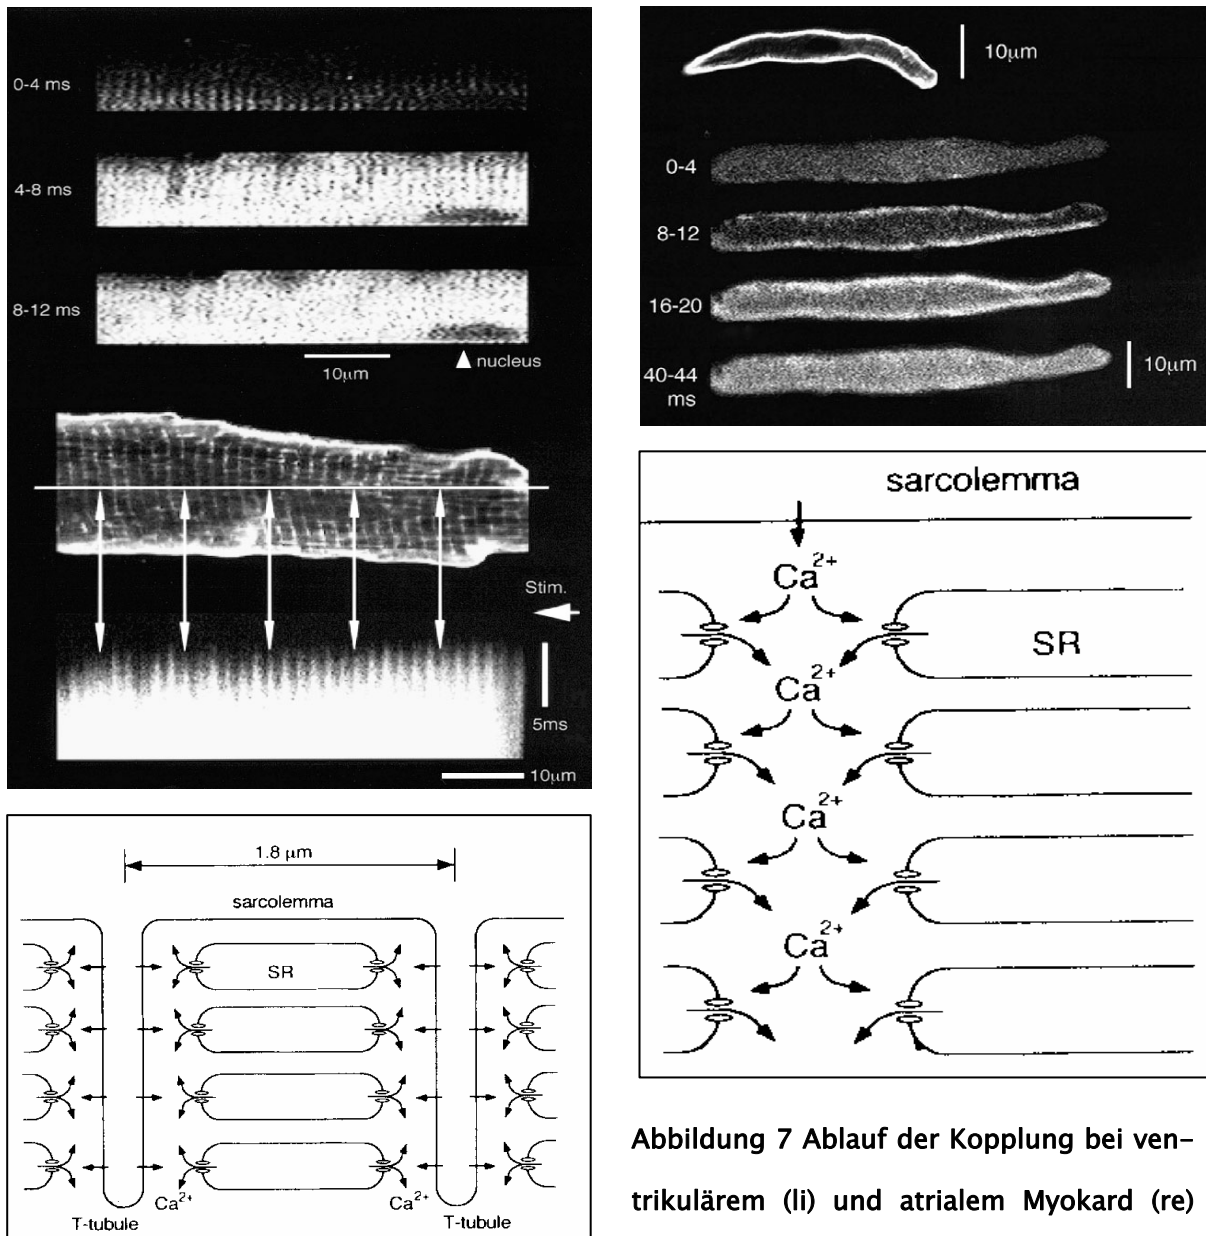 0-4 ms
4-8 ms
8-12 ms
10μm
nucleus
Stim.
5ms
10μm
1.8 μm
sarcolemma
SR
Ca2+
Ca2+
T-tubule
T-tubule
10μm
0-4
8-12
16-20
40-44
ms
10μm
sarcolemma
Ca2+
SR
Ca2+
Ca2+
Ca2+
Abbildung 7 Ablauf der Kopplung bei ven-
trikulärem (li) und atrialem Myokard (re)